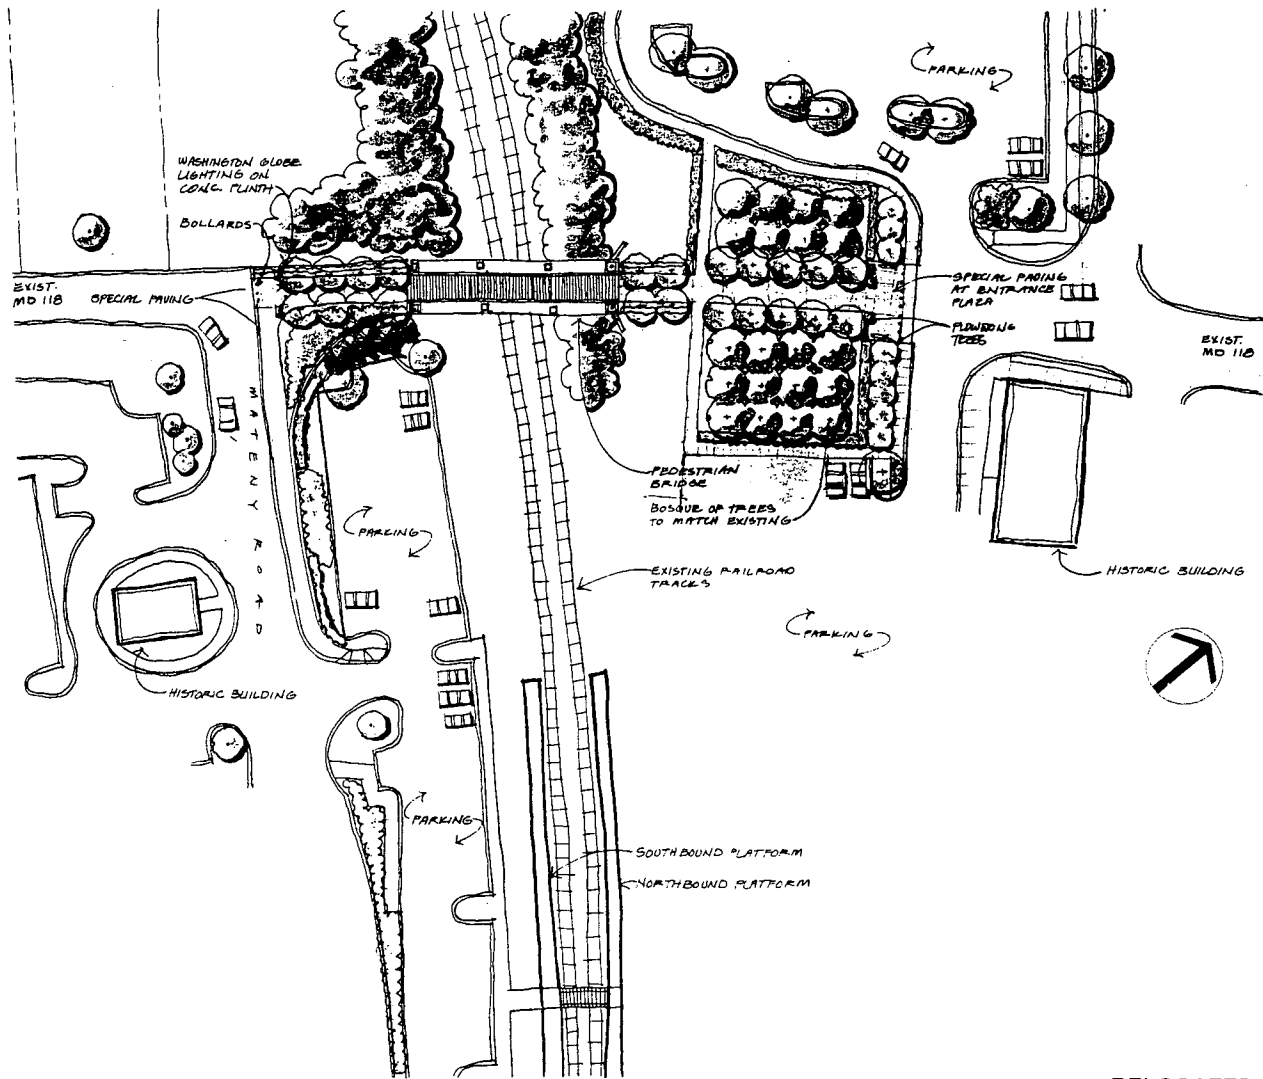 PARKING
WASHINGTON GLOBE
LIGHTING ON
CONC. PLINTH
BOLLARDS
EXIST.
MD 118
SPECIAL PAVING
SPECIAL PAVING
AT ENTRANCE
PLAZA
FLOWERING
TREES
EXIST.
MD 118
MATENY ROAD
PEDESTRIAN
BRIDGE
BOSQUE OF TREES
TO MATCH EXISTING
PARKING
EXISTING RAILROAD
TRACKS
HISTORIC BUILDING
PARKING
HISTORIC BUILDING
PARKING
SOUTHBOUND PLATFORM
NORTHBOUND PLATFORM